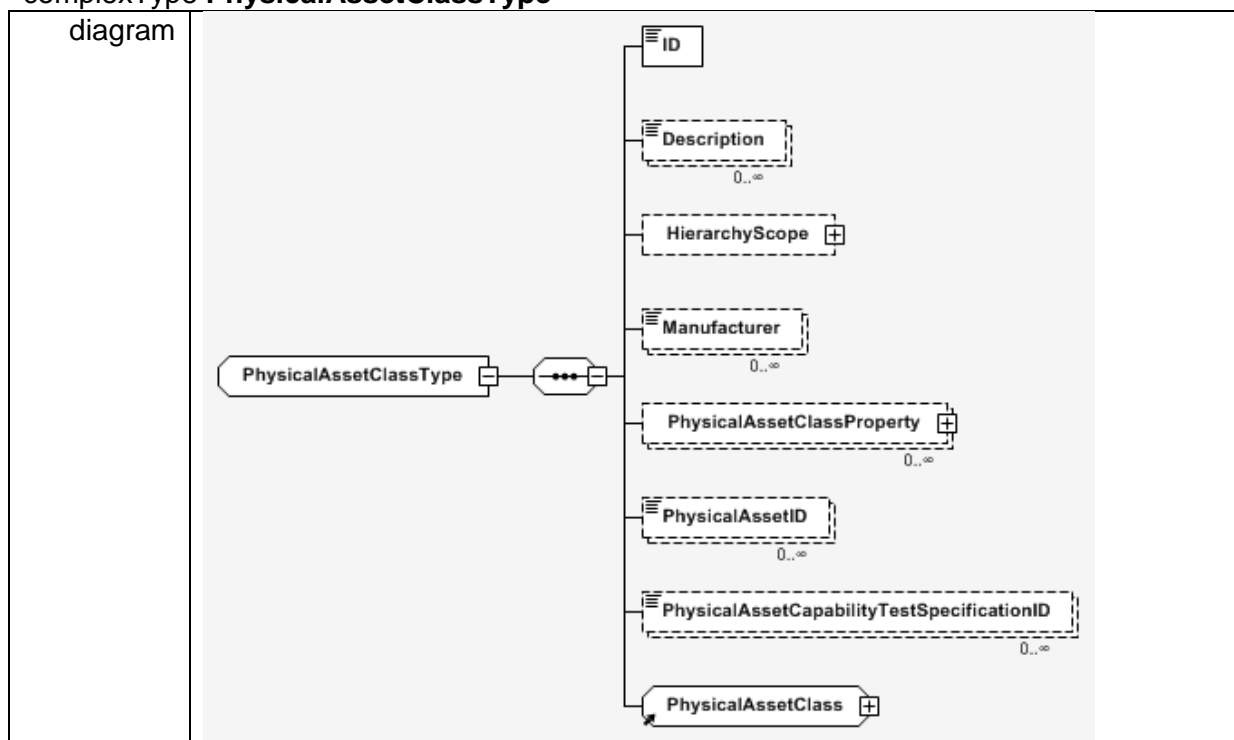 complexType PhysicalAssetClassType
diagram
ID
Description
0..∞
HierarchyScope
Manufacturer
0..∞
PhysicalAssetClassType
PhysicalAssetClassProperty
0..∞
PhysicalAssetID
0..∞
PhysicalAssetCapabilityTestSpecificationID
0..∞
PhysicalAssetClass